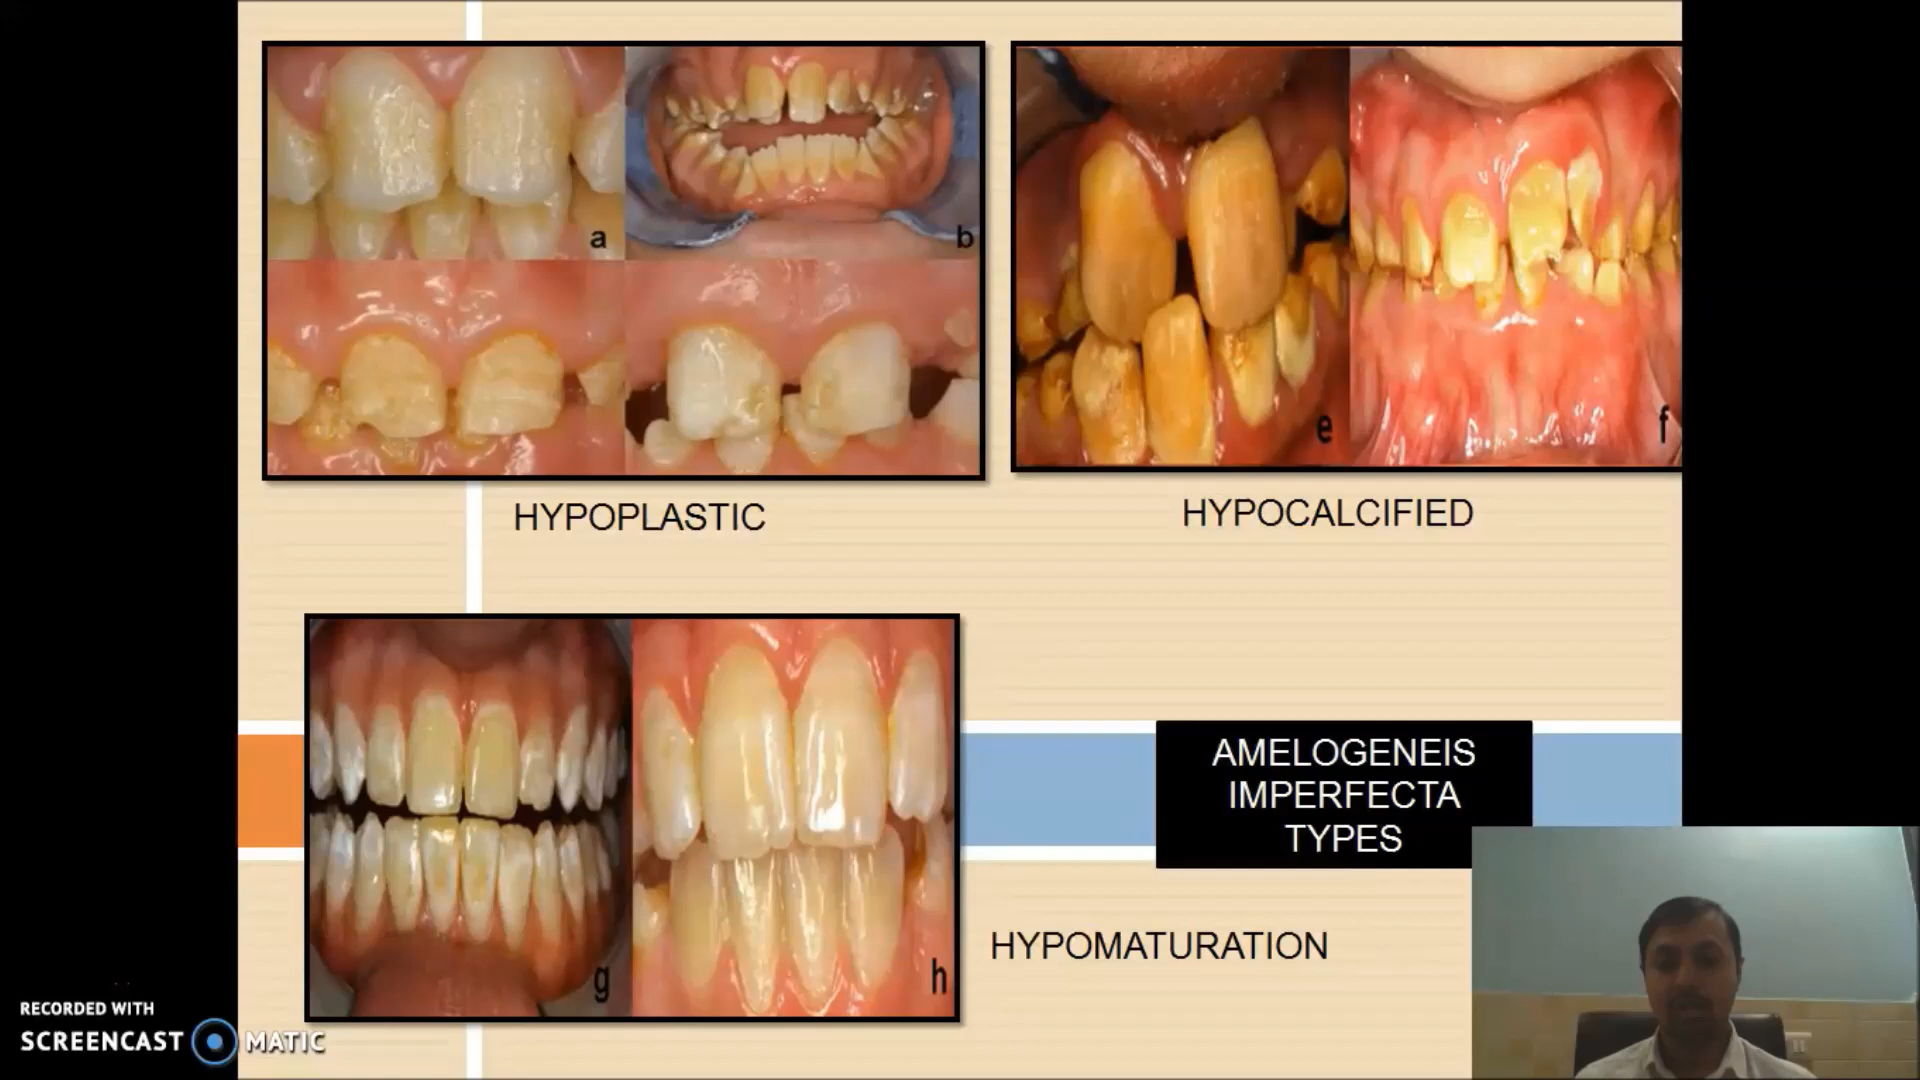 a
b
e
f
HYPOPLASTIC
HYPOCALCIFIED
g
h
AMELOGENEIS
IMPERFECTA
TYPES
HYPOMATURATION
RECORDED WITH
SCREENCAST MATIC